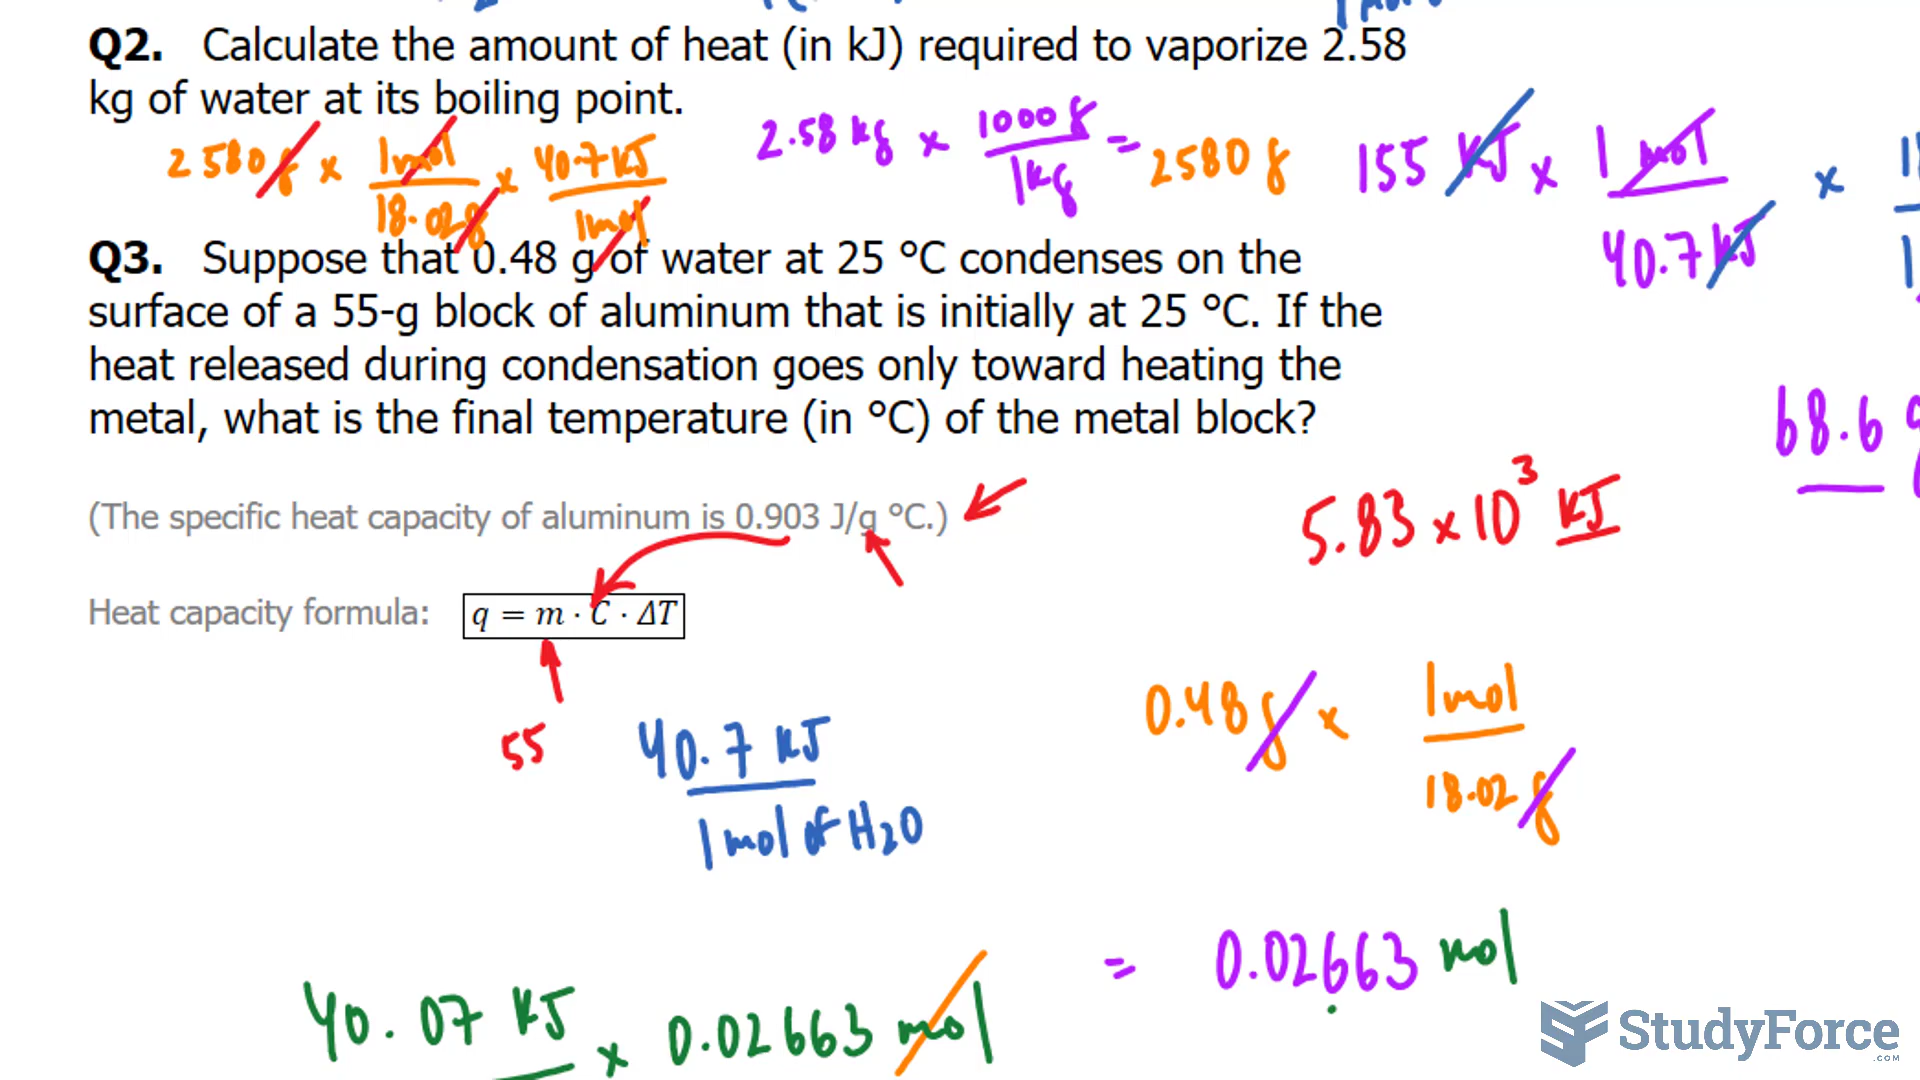 Q2. Calculate the amount of heat (in kJ) required to vaporize 2.58
kg of water at its boiling point.
2.58 kg × 1000 g / 1 kg = 2580 g
2580 g × 1 mol / 18.02 g × 40.7 kJ / 1 mol
155 kJ × 1 mol / 40.7 kJ ×
Q3. Suppose that 0.48 g of water at 25 °C condenses on the
surface of a 55-g block of aluminum that is initially at 25 °C. If the
heat released during condensation goes only toward heating the
metal, what is the final temperature (in °C) of the metal block?
68.6 g
(The specific heat capacity of aluminum is 0.903 J/g °C.)
5.83 × 10³ kJ
Heat capacity formula: q = m · C · ΔT
55
40.7 kJ / 1 mol of H₂O
0.48 g × 1 mol / 18.02 g
= 0.02663 mol
40.07 kJ × 0.02663 mol
StudyForce
.COM